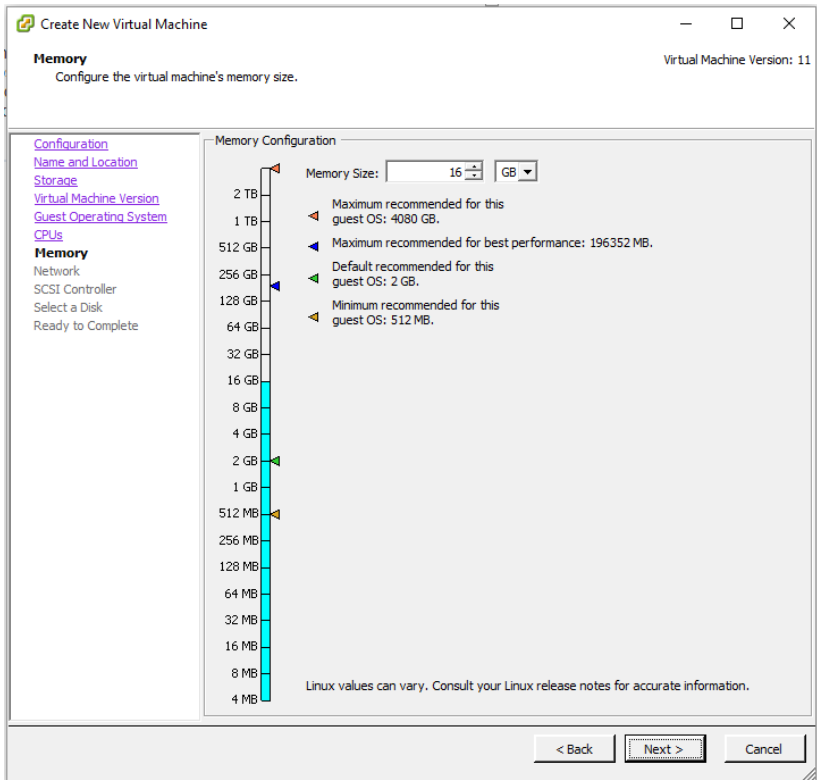 Create New Virtual Machine
Memory
Configure the virtual machine's memory size.
Virtual Machine Version: 11
Configuration
Name and Location
Storage
Virtual Machine Version
Guest Operating System
CPUs
Memory
Network
SCSI Controller
Select a Disk
Ready to Complete
Memory Configuration
2 TB
1 TB
512 GB
256 GB
128 GB
64 GB
32 GB
16 GB
8 GB
4 GB
2 GB
1 GB
512 MB
256 MB
128 MB
64 MB
32 MB
16 MB
8 MB
4 MB
Memory Size: 16 GB
Maximum recommended for this
guest OS: 4080 GB.
Maximum recommended for best performance: 196352 MB.
Default recommended for this
guest OS: 2 GB.
Minimum recommended for this
guest OS: 512 MB.
Linux values can vary. Consult your Linux release notes for accurate information.
< Back
Next >
Cancel